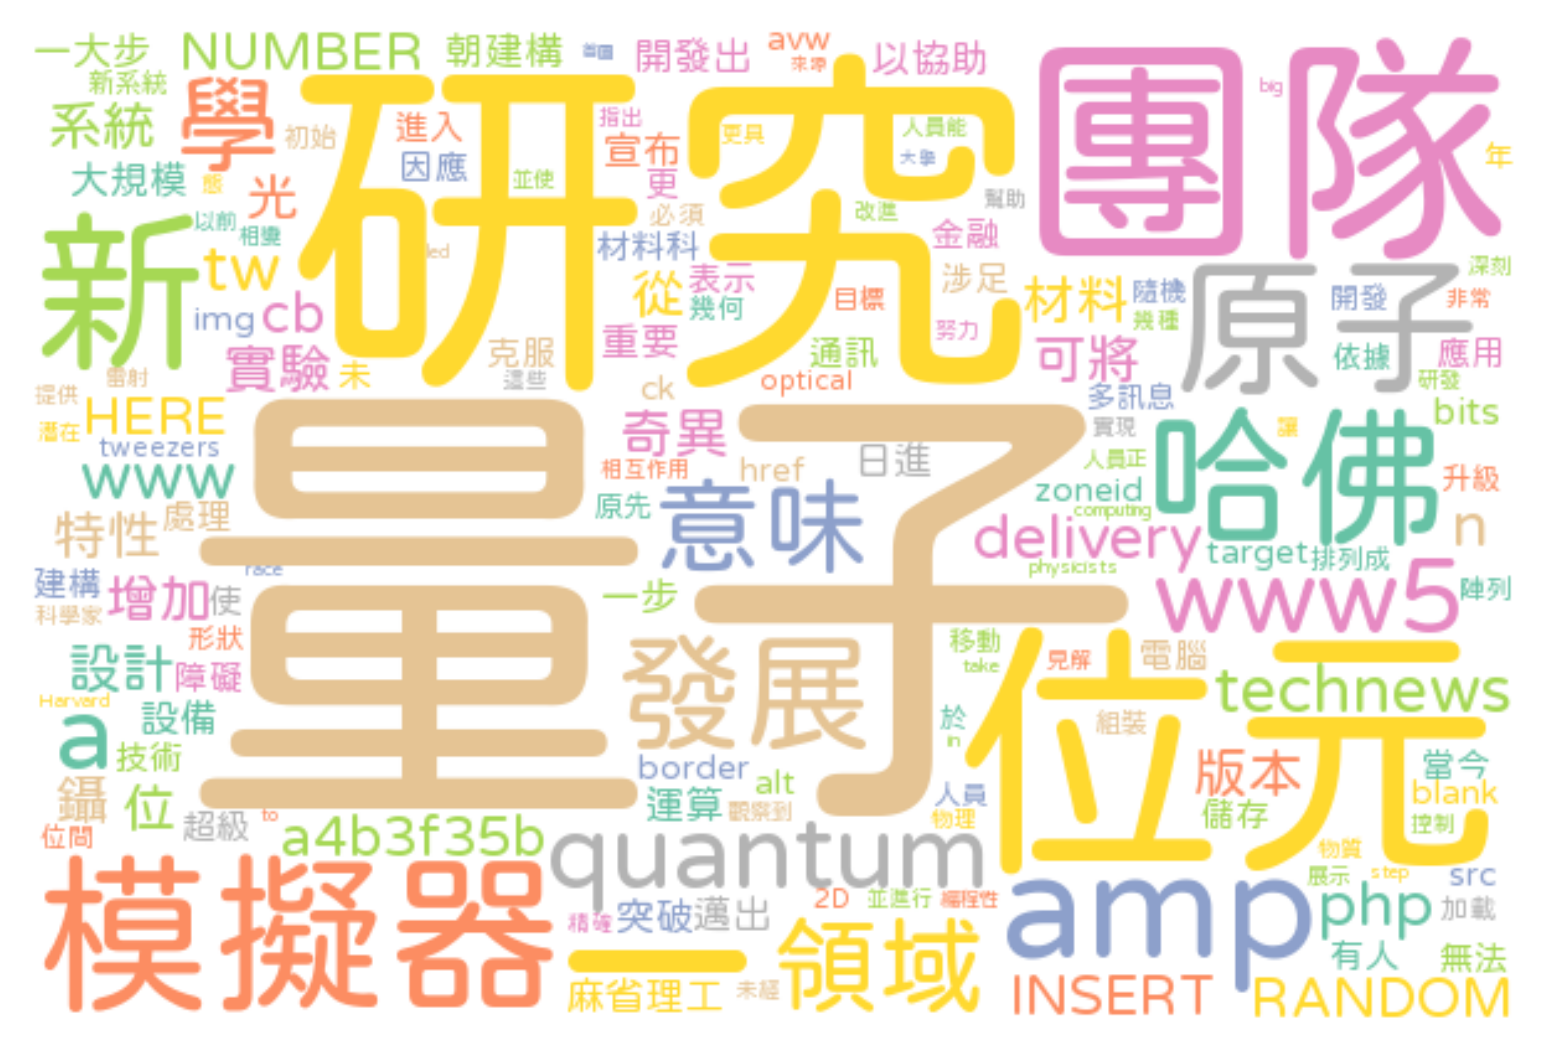 一大步 NUMBER 朝建構 開發出 avw 以協助
新系統 來源 big
系統 學 初始 進入 指出 宣布 更具 人員能 團隊 年
研究
大規模 態 光 因應 並使 更 大學 幫助
新 以前 相變 led 必須 改進 金融
tw 材料科 表示 涉足 材料 隨機 原子 開發 深刻 非常
img cb 從 幾何 目標 努力 幾種
實驗 未 克服 重要 通訊 可將 依據 應用
提供 雷射 這些 ck optical 多訊息 研發
潛在 HERE 奇異 實現 讓 哈佛 bits
tweezers 相互作用 href 日進 人員正 升級
www 原先 意味 zoneid computing n
特性 處理 delivery target 排列成
量子
建構 race physicists 陣列
科學家 增加 使 一步 www5
形狀 移動 見解 電腦
設計 障礙 發展 take 位元 technews
Harvard 設備 於 組裝
a 技術 in
border alt 版本 當今
鑷 位 運算 觀察到 人員 儲存 blank
位間 超級 to a4b3f35b quantum 物理 控制
物質
模擬器 2D 並進行 編程性 amp 展示 step src
精確 突破 邁出 php 加載
一 領域 有人 無法
麻省理工 未經 INSERT RANDOM